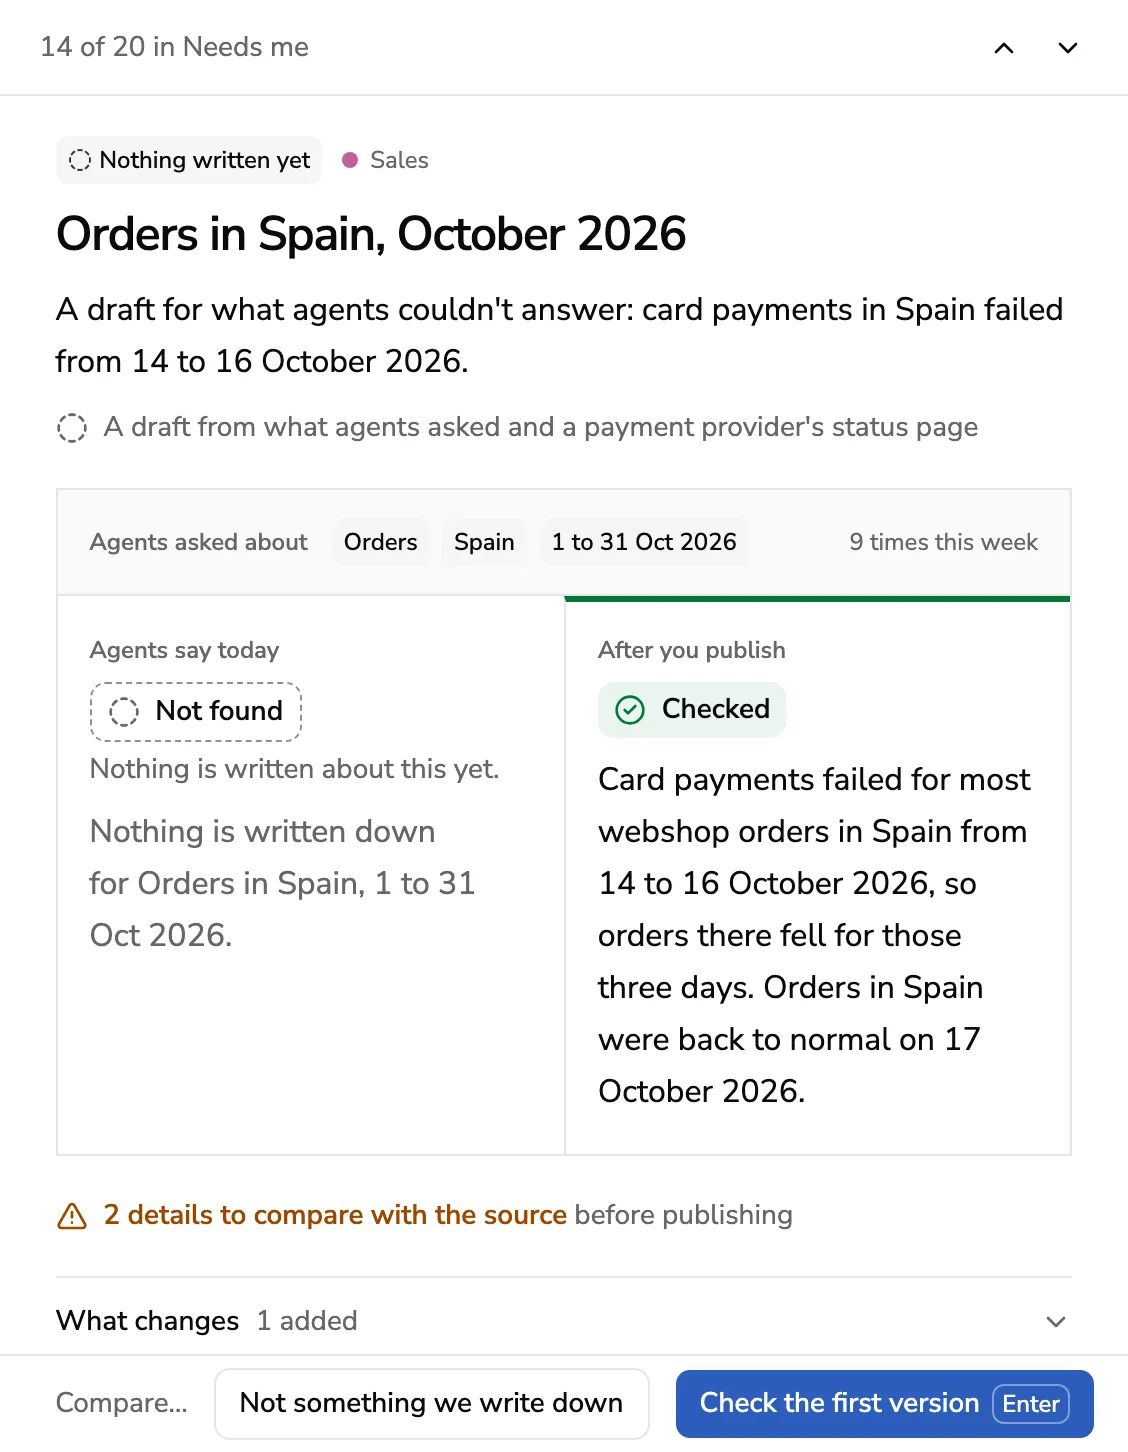 14 of 20 in Needs me
Nothing written yet
Sales
Orders in Spain, October 2026
A draft for what agents couldn't answer: card payments in Spain failed
from 14 to 16 October 2026.
A draft from what agents asked and a payment provider's status page
Agents asked about Orders Spain 1 to 31 Oct 2026 9 times this week
Agents say today
Not found
Nothing is written about this yet.
Nothing is written down
for Orders in Spain, 1 to 31
Oct 2026.
After you publish
Checked
Card payments failed for most
webshop orders in Spain from
14 to 16 October 2026, so
orders there fell for those
three days. Orders in Spain
were back to normal on 17
October 2026.
2 details to compare with the source before publishing
What changes 1 added
Compare...
Not something we write down
Check the first version Enter